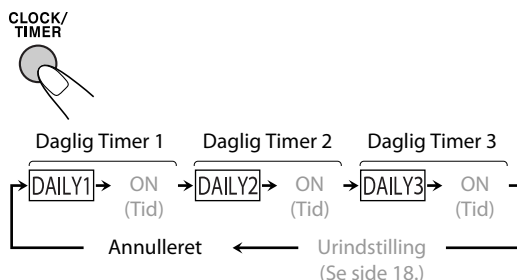 CLOCK/
TIMER
Daglig Timer 1 Daglig Timer 2 Daglig Timer 3
DAILY1 ON DAILY2 ON DAILY3 ON
(Tid) (Tid) (Tid)
Annulleret Urindstilling
(Se side 18.)